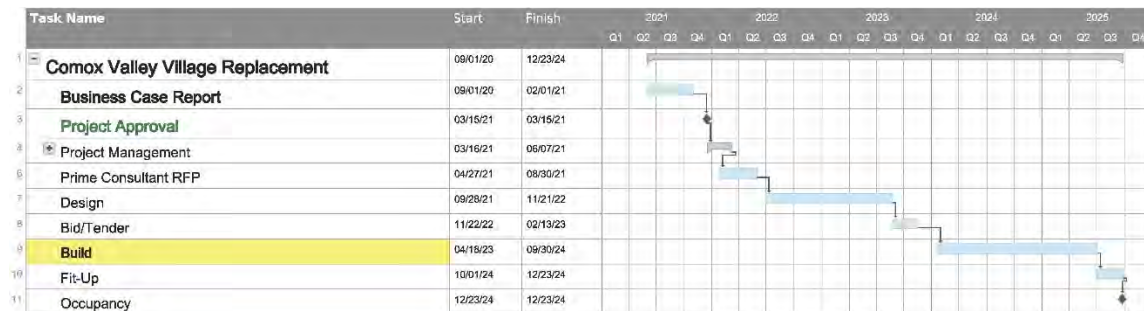 Task Name Start Finish 2021 2022 2023 2024 2025
Q1 Q2 Q3 Q4 Q1 Q2 Q3 Q4 Q1 Q2 Q3 Q4 Q1 Q2 Q3 Q4 Q1 Q2 Q3 Q4
1 Comox Valley Village Replacement 09/01/20 12/23/24
2 Business Case Report 09/01/20 02/01/21
3 Project Approval 03/15/21 03/15/21
Project Management 03/16/21 06/07/21
6 Prime Consultant RFP 04/27/21 08/30/21
7 Design 09/28/21 11/21/22
8 Bid/Tender 11/22/22 02/13/23
9 Build 04/18/23 09/30/24
10 Fit-Up 10/01/24 12/23/24
11 Occupancy 12/23/24 12/23/24